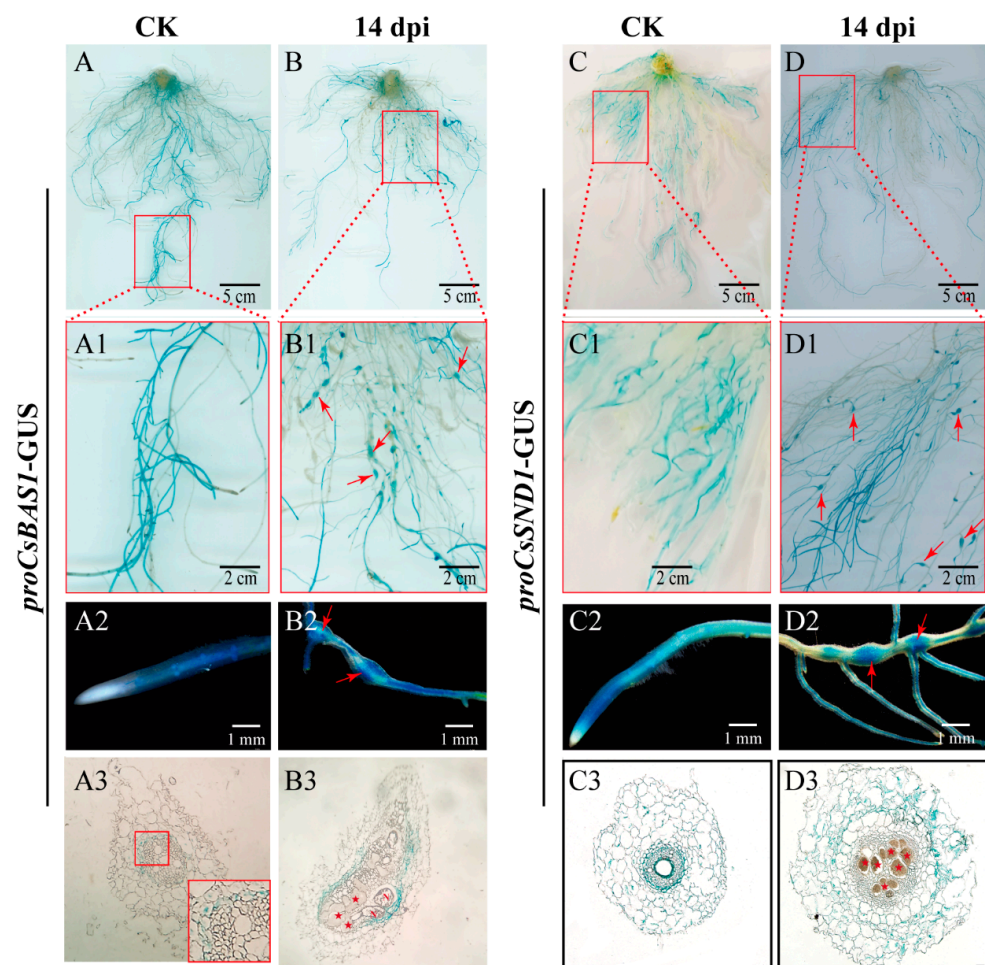 CK 14 dpi CK 14 dpi
A B C D
5 cm 5 cm 5 cm 5 cm
A1 B1 C1 D1
2 cm 2 cm 2 cm 2 cm
A2 B2 C2 D2
1 mm 1 mm 1 mm 1 mm
A3 B3 C3 D3
proCsBAS1-GUS
proCsSND1-GUS